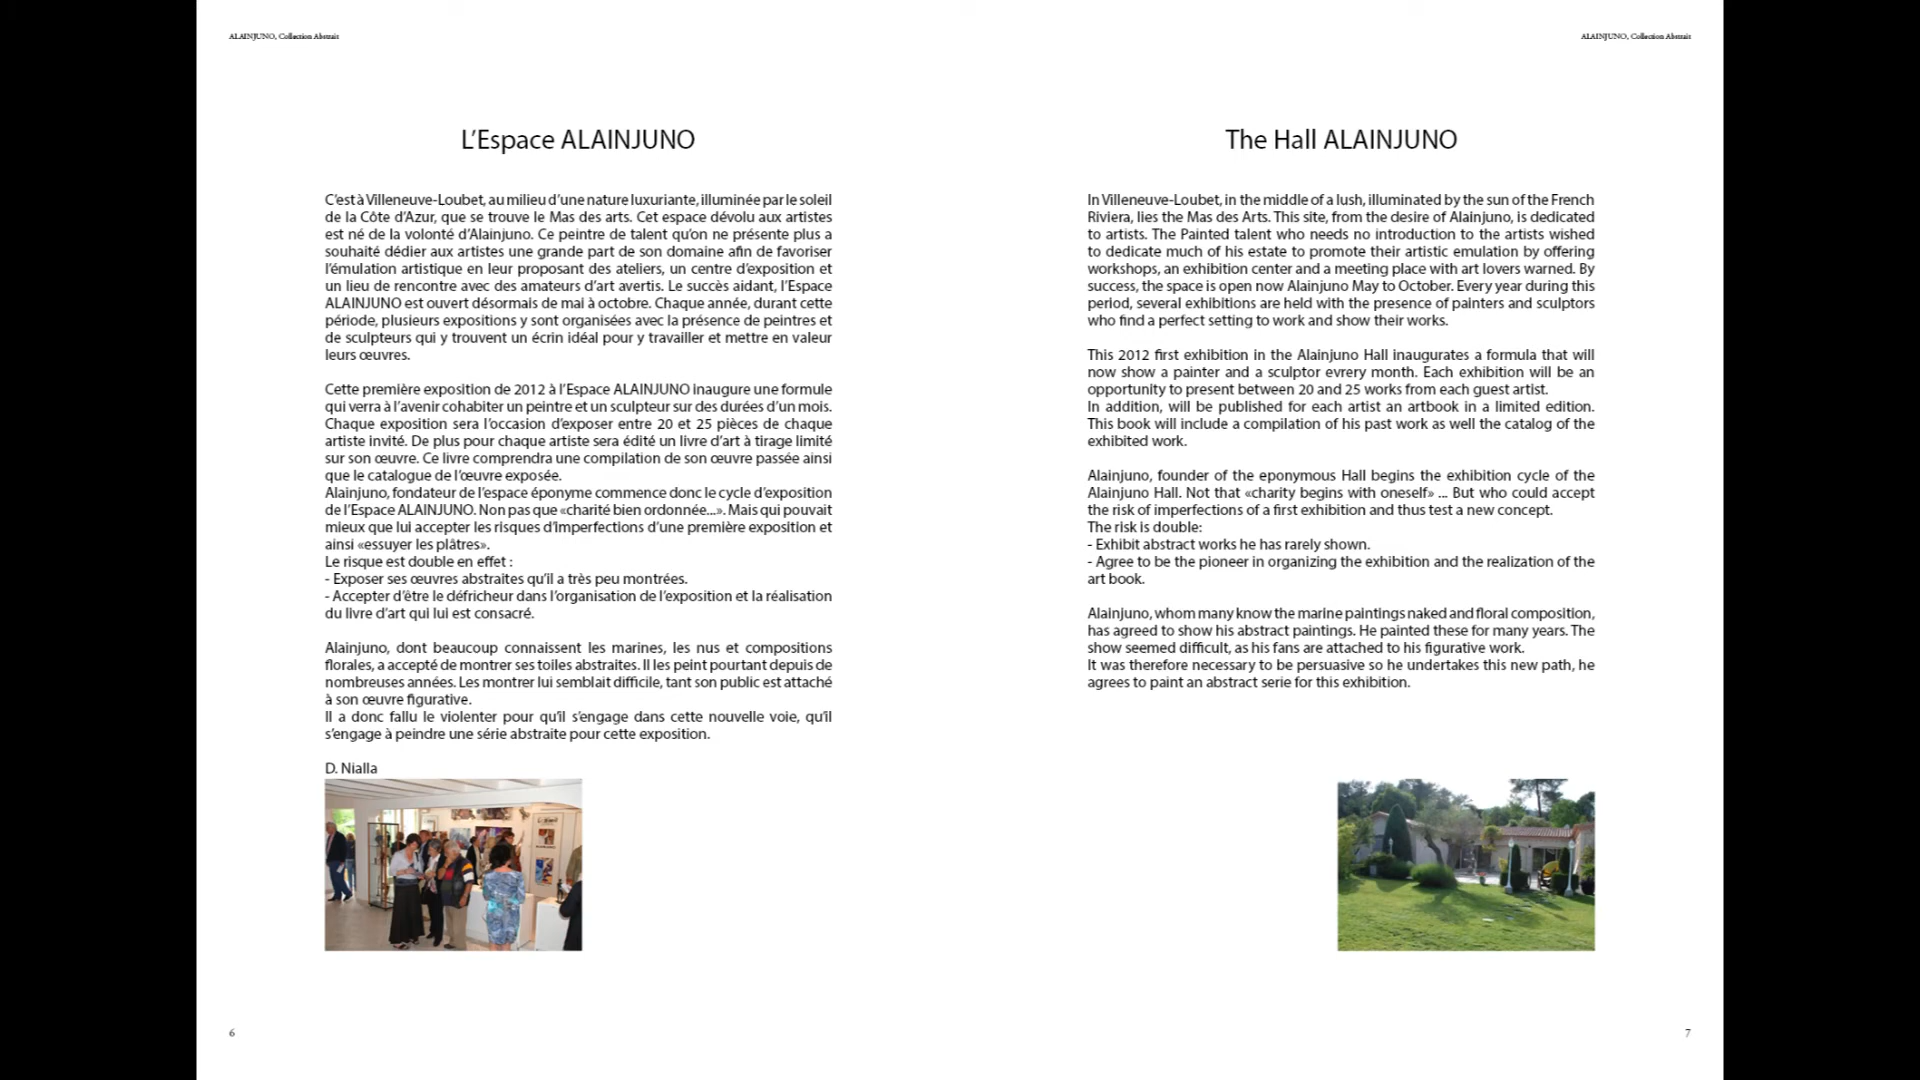 ALAINJUNO, Collection Abstrait
L'Espace ALAINJUNO
C'est à Villeneuve-Loubet, au milieu d'une nature luxuriante, illuminée par le soleil
de la Côte d'Azur, que se trouve le Mas des arts. Cet espace dévolu aux artistes
est né de la volonté d'Alainjuno. Ce peintre de talent qu'on ne présente plus a
souhaité dédier aux artistes une grande part de son domaine afin de favoriser
l'émulation artistique en leur proposant des ateliers, un centre d'exposition et
un lieu de rencontre avec des amateurs d'art avertis. Le succès aidant, l'Espace
ALAINJUNO est ouvert désormais de mai à octobre. Chaque année, durant cette
période, plusieurs expositions y sont organisées avec la présence de peintres et
de sculpteurs qui y trouvent un écrin idéal pour y travailler et mettre en valeur
leurs œuvres.
Cette première exposition de 2012 à l'Espace ALAINJUNO inaugure une formule
qui verra à l'avenir cohabiter un peintre et un sculpteur sur des durées d'un mois.
Chaque exposition sera l'occasion d'exposer entre 20 et 25 pièces de chaque
artiste invité. De plus pour chaque artiste sera édité un livre d'art à tirage limité
sur son œuvre. Ce livre comprendra une compilation de son œuvre passée ainsi
que le catalogue de l'œuvre exposée.
Alainjuno, fondateur de l'espace éponyme commence donc le cycle d'exposition
de l'Espace ALAINJUNO. Non pas que «charité bien ordonnée...». Mais qui pouvait
mieux que lui accepter les risques d'imperfections d'une première exposition et
ainsi «essuyer les plâtres».
Le risque est double en effet :
- Exposer ses œuvres abstraites qu'il a très peu montrées.
- Accepter d'être le défricheur dans l'organisation de l'exposition et la réalisation
du livre d'art qui lui est consacré.
Alainjuno, dont beaucoup connaissent les marines, les nus et compositions
florales, a accepté de montrer ses toiles abstraites. Il les peint pourtant depuis de
nombreuses années. Les montrer lui semblait difficile, tant son public est attaché
à son œuvre figurative.
Il a donc fallu le violenter pour qu'il s'engage dans cette nouvelle voie, qu'il
s'engage à peindre une série abstraite pour cette exposition.
D. Nialla
6
ALAINJUNO, Collection Abstrait
The Hall ALAINJUNO
In Villeneuve-Loubet, in the middle of a lush, illuminated by the sun of the French
Riviera, lies the Mas des Arts. This site, from the desire of Alainjuno, is dedicated
to artists. The Painted talent who needs no introduction to the artists wished
to dedicate much of his estate to promote their artistic emulation by offering
workshops, an exhibition center and a meeting place with art lovers warned. By
success, the space is open now Alainjuno May to October. Every year during this
period, several exhibitions are held with the presence of painters and sculptors
who find a perfect setting to work and show their works.
This 2012 first exhibition in the Alainjuno Hall inaugurates a formula that will
now show a painter and a sculptor evrery month. Each exhibition will be an
opportunity to present between 20 and 25 works from each guest artist.
In addition, will be published for each artist an artbook in a limited edition.
This book will include a compilation of his past work as well the catalog of the
exhibited work.
Alainjuno, founder of the eponymous Hall begins the exhibition cycle of the
Alainjuno Hall. Not that «charity begins with oneself» ... But who could accept
the risk of imperfections of a first exhibition and thus test a new concept.
The risk is double:
- Exhibit abstract works he has rarely shown.
- Agree to be the pioneer in organizing the exhibition and the realization of the
art book.
Alainjuno, whom many know the marine paintings naked and floral composition,
has agreed to show his abstract paintings. He painted these for many years. The
show seemed difficult, as his fans are attached to his figurative work.
It was therefore necessary to be persuasive so he undertakes this new path, he
agrees to paint an abstract serie for this exhibition.
7